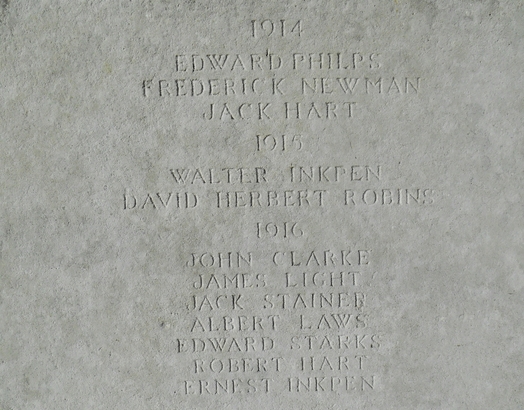 1914
EDWARD PHILPS
FREDERICK NEWMAN
JACK HART
1915
WALTER INKPEN
DAVID HERBERT ROBINS
1916
JOHN CLARKE
JAMES LIGHT
JACK STAINER
ALBERT LAWS
EDWARD STARKS
ROBERT HART
ERNEST INKPEN